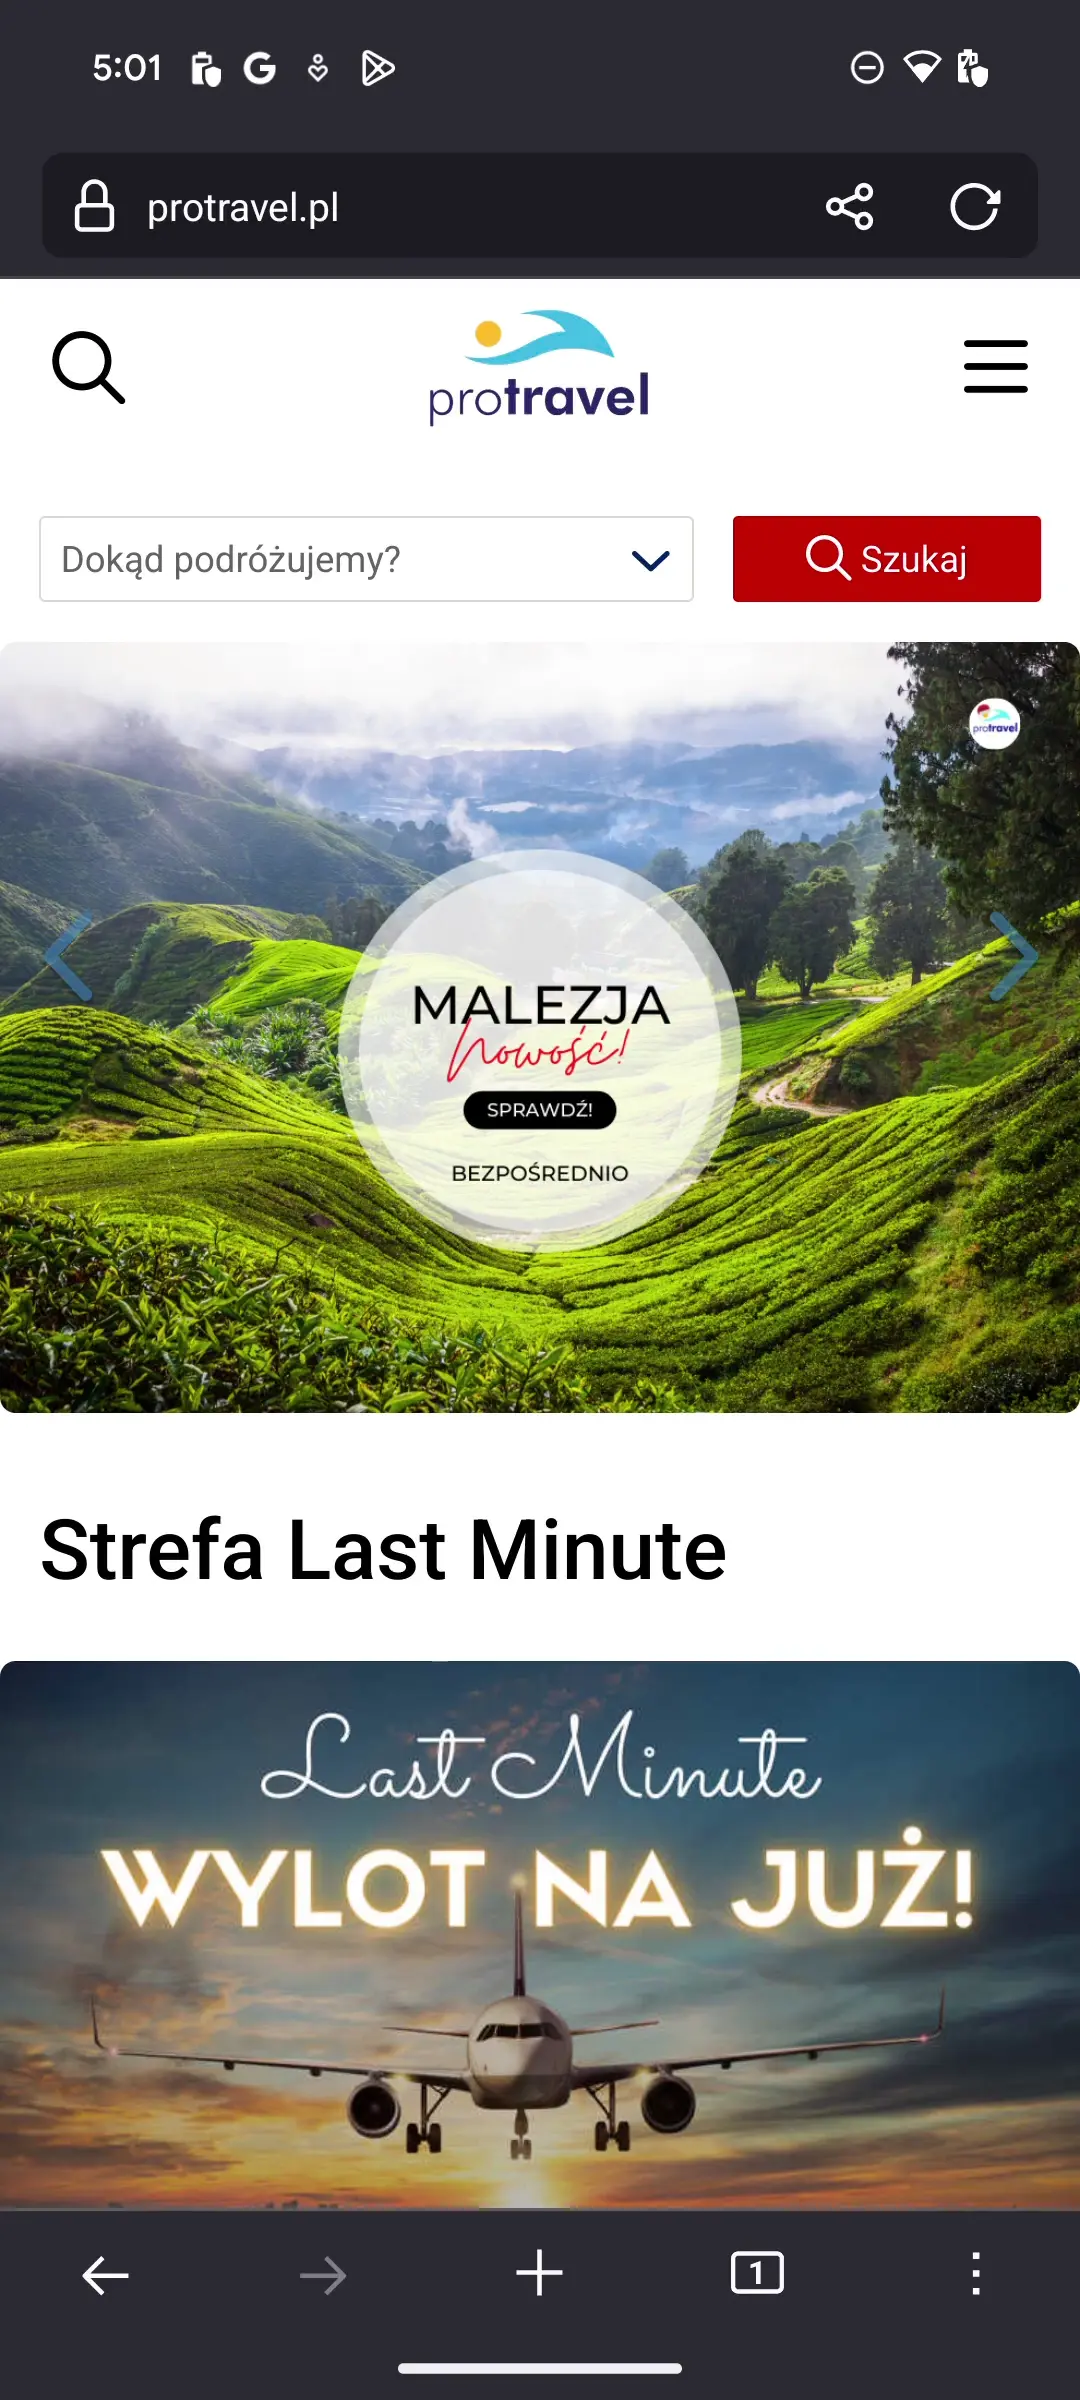 5:01
protravel.pl
protravel
Dokąd podróżujemy?
Szukaj
protravel
MALEZJA
Nowość!
SPRAWDŹ!
BEZPOŚREDNIO
Strefa Last Minute
Last Minute
WYLOT NA JUŻ!
1